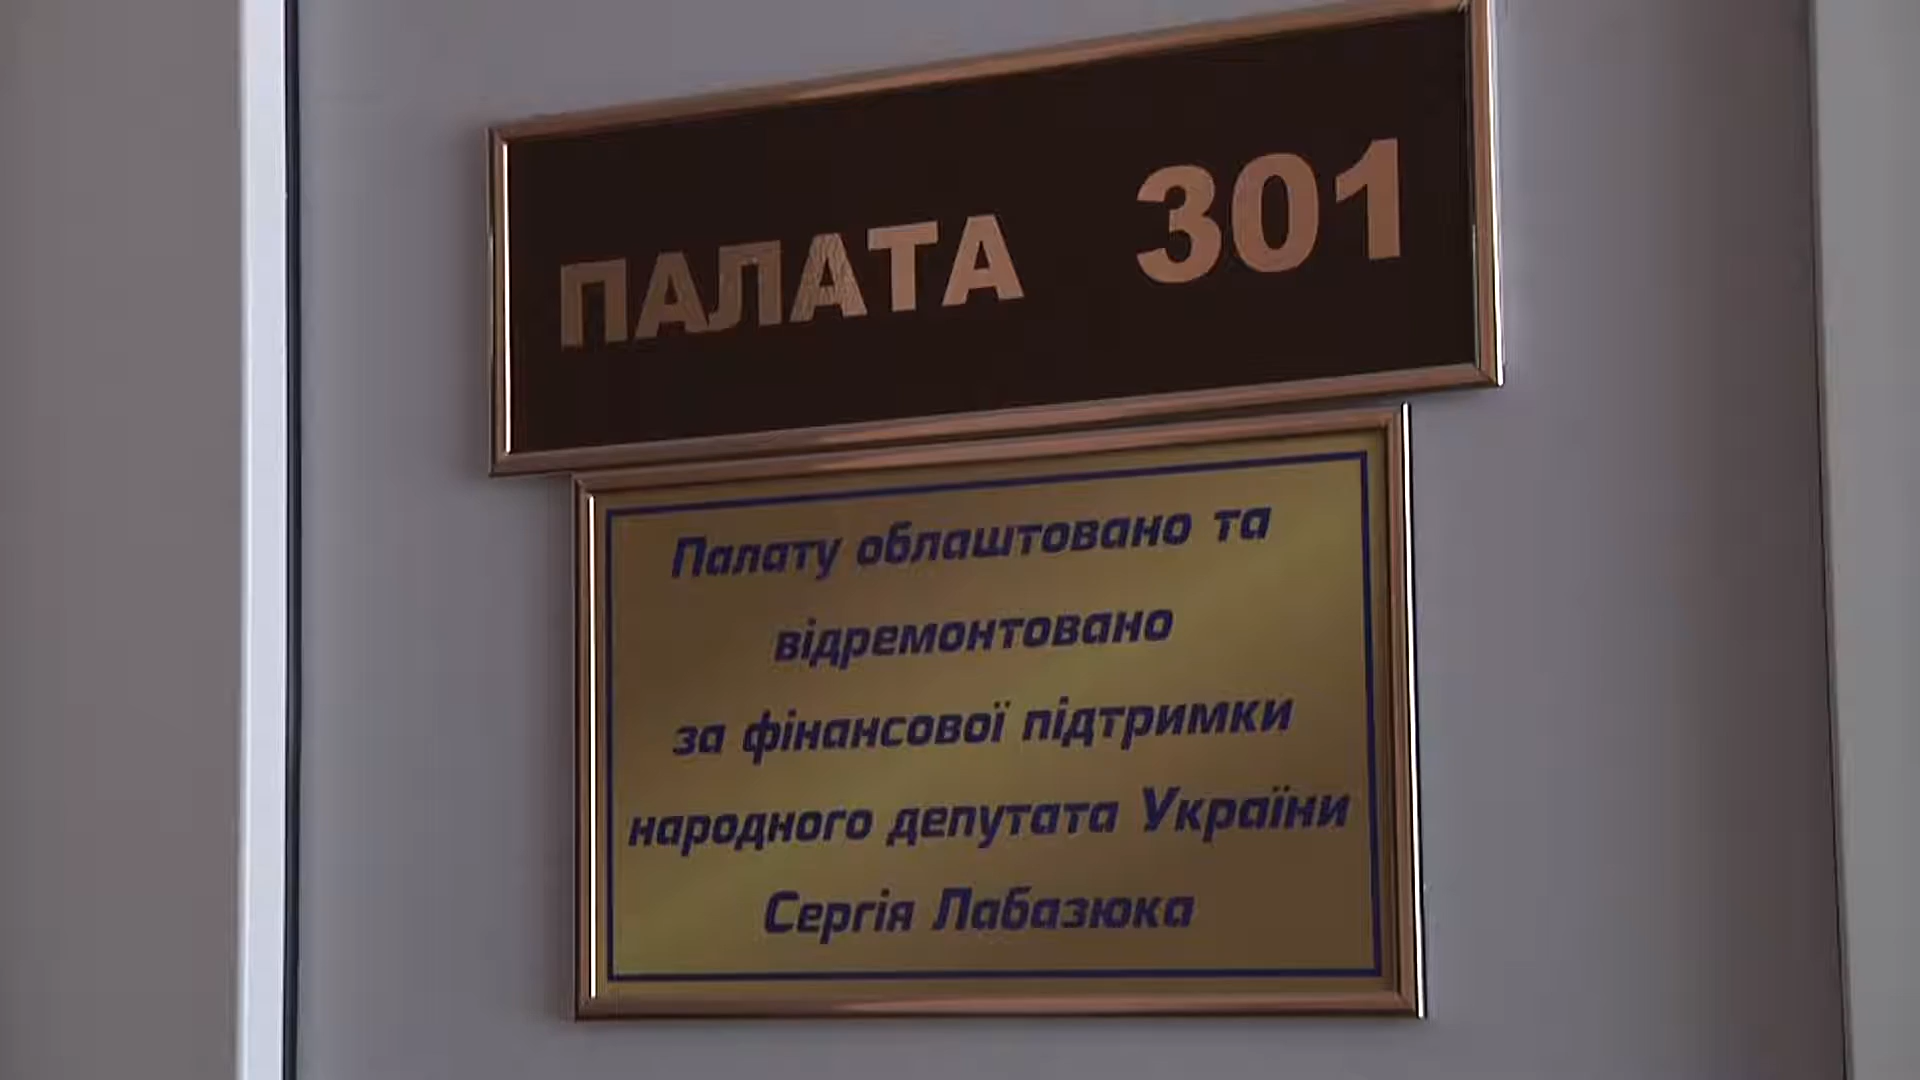 ПАЛАТА 301
Палату облаштовано та
відремонтовано
за фінансової підтримки
народного депутата України
Сергія Лабазюка